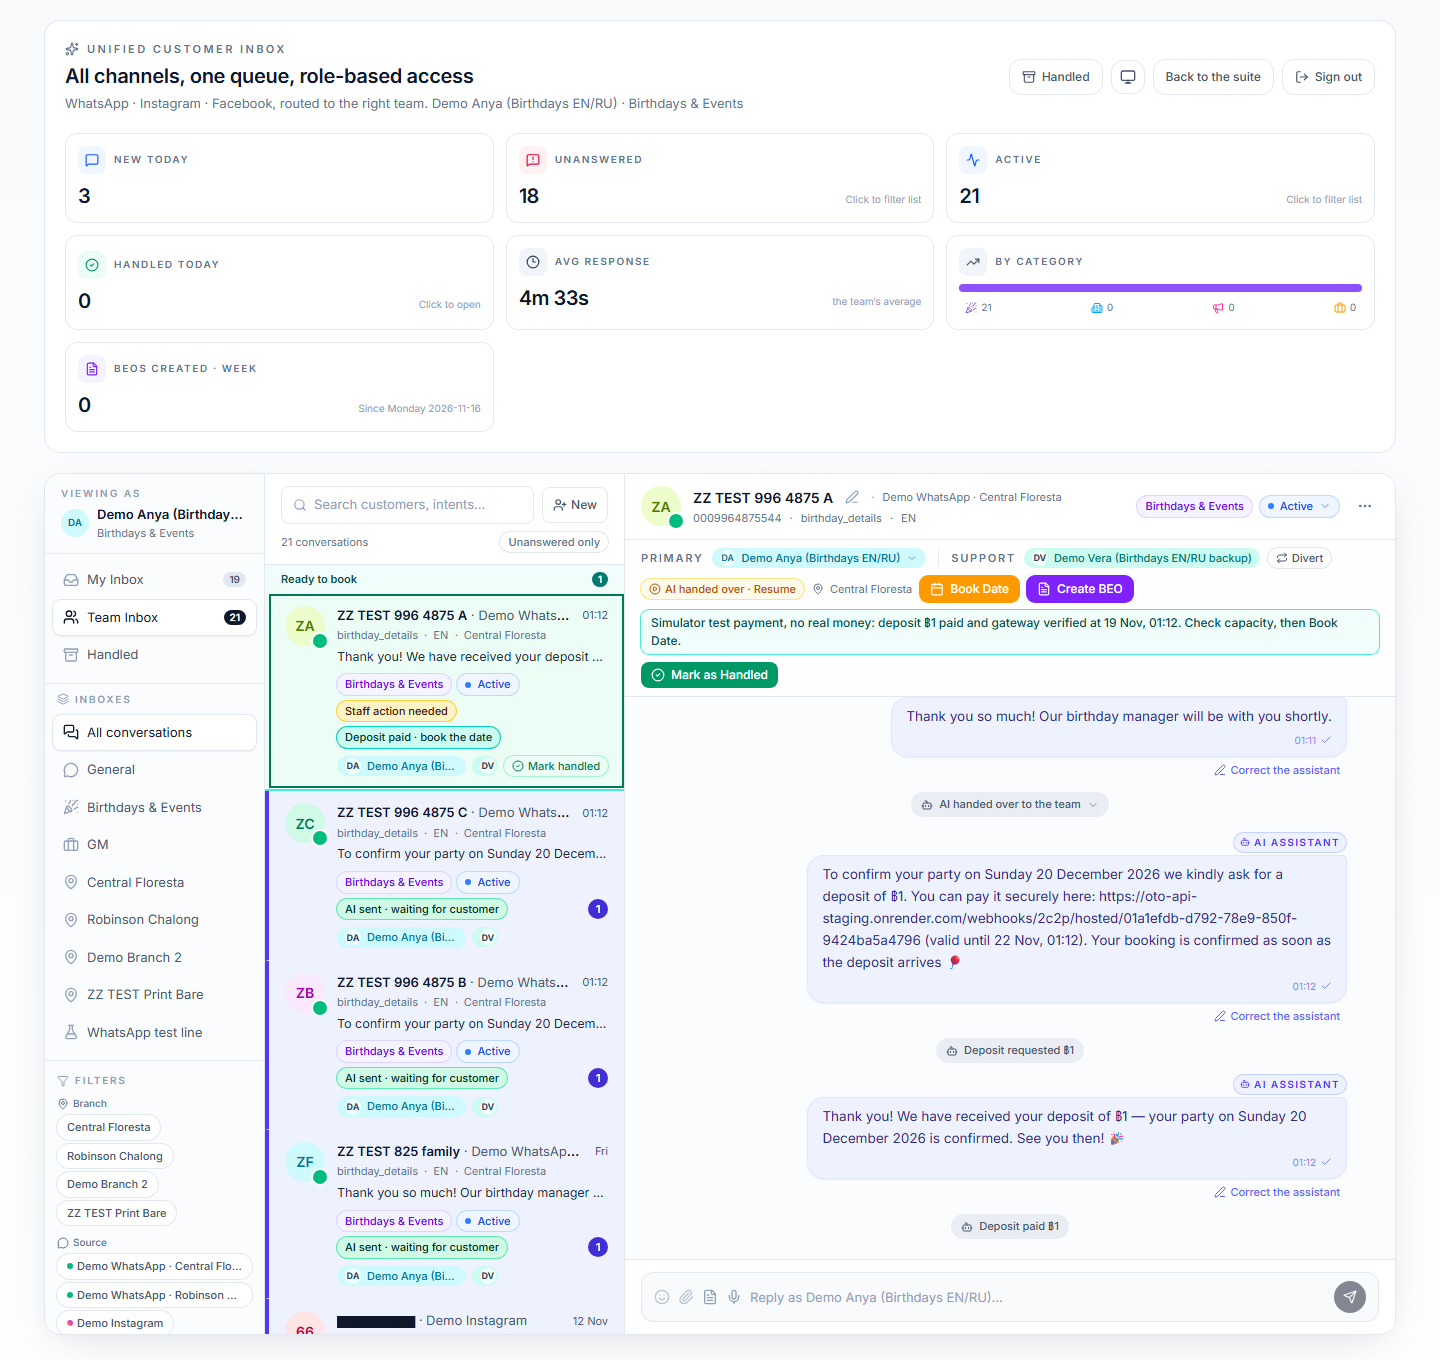 UNIFIED CUSTOMER INBOX
All channels, one queue, role-based access
WhatsApp · Instagram · Facebook, routed to the right team. Demo Anya (Birthdays EN/RU) · Birthdays & Events
Handled
Back to the suite
Sign out
NEW TODAY
3
UNANSWERED
18
Click to filter list
ACTIVE
21
Click to filter list
HANDLED TODAY
0
Click to open
AVG RESPONSE
4m 33s
the team's average
BY CATEGORY
21
0
0
0
BEOS CREATED · WEEK
0
Since Monday 2026-11-16
VIEWING AS
DA
Demo Anya (Birthday...
Birthdays & Events
My Inbox
19
Team Inbox
21
Handled
INBOXES
All conversations
General
Birthdays & Events
GM
Central Floresta
Robinson Chalong
Demo Branch 2
ZZ TEST Print Bare
WhatsApp test line
FILTERS
Branch
Central Floresta
Robinson Chalong
Demo Branch 2
ZZ TEST Print Bare
Source
Demo WhatsApp · Central Flo...
Demo WhatsApp · Robinson ...
Demo Instagram
Search customers, intents...
New
21 conversations
Unanswered only
Ready to book
1
ZA
ZZ TEST 996 4875 A · Demo Whats...
01:12
birthday_details · EN · Central Floresta
Thank you! We have received your deposit ...
Birthdays & Events
Active
Staff action needed
Deposit paid · book the date
DA
Demo Anya (Bi...
DV
Mark handled
ZC
ZZ TEST 996 4875 C · Demo Whats...
01:12
birthday_details · EN · Central Floresta
To confirm your party on Sunday 20 Decem...
Birthdays & Events
Active
AI sent · waiting for customer
1
DA
Demo Anya (Bi...
DV
ZB
ZZ TEST 996 4875 B · Demo Whats...
01:12
birthday_details · EN · Central Floresta
To confirm your party on Sunday 20 Decem...
Birthdays & Events
Active
AI sent · waiting for customer
1
DA
Demo Anya (Bi...
DV
ZF
ZZ TEST 825 family · Demo WhatsAp...
Fri
birthday_details · EN · Central Floresta
Thank you so much! Our birthday manager ...
Birthdays & Events
Active
AI sent · waiting for customer
1
DA
Demo Anya (Bi...
DV
66
· Demo Instagram
12 Nov
ZA
ZZ TEST 996 4875 A
· Demo WhatsApp · Central Floresta
0009964875544 · birthday_details · EN
Birthdays & Events
Active
PRIMARY
DA
Demo Anya (Birthdays EN/RU)
SUPPORT
DV
Demo Vera (Birthdays EN/RU backup)
Divert
AI handed over · Resume
Central Floresta
Book Date
Create BEO
Simulator test payment, no real money: deposit ฿1 paid and gateway verified at 19 Nov, 01:12. Check capacity, then Book
Date.
Mark as Handled
Thank you so much! Our birthday manager will be with you shortly.
01:11
Correct the assistant
AI handed over to the team
AI ASSISTANT
To confirm your party on Sunday 20 December 2026 we kindly ask for a
deposit of ฿1. You can pay it securely here: https://oto-api-
staging.onrender.com/webhooks/2c2p/hosted/01a1efdb-d792-78e9-850f-
9424ba5a4796 (valid until 22 Nov, 01:12). Your booking is confirmed as soon as
the deposit arrives 🎈
01:12
Correct the assistant
Deposit requested ฿1
AI ASSISTANT
Thank you! We have received your deposit of ฿1 — your party on Sunday 20
December 2026 is confirmed. See you then! 🎉
01:12
Correct the assistant
Deposit paid ฿1
Reply as Demo Anya (Birthdays EN/RU)...